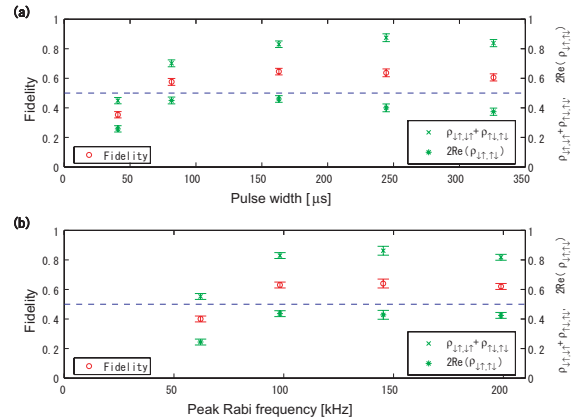 (a)
1
0.8
0.6
0.4
0.2
0
Fidelity
1
0.8
0.6
0.4
0.2
0
ρ↓↑,↓↑+ρ↑↓,↑↓, 2Re(ρ↓↑,↑↓)
Fidelity
ρ↓↑,↓↑+ρ↑↓,↑↓
2Re(ρ↓↑,↑↓)
0 50 100 150 200 250 300 350
Pulse width [μs]
(b)
1
0.8
0.6
0.4
0.2
0
Fidelity
1
0.8
0.6
0.4
0.2
0
ρ↓↑,↓↑+ρ↑↓,↑↓, 2Re(ρ↓↑,↑↓)
Fidelity
ρ↓↑,↓↑+ρ↑↓,↑↓
2Re(ρ↓↑,↑↓)
0 50 100 150 200
Peak Rabi frequency [kHz]